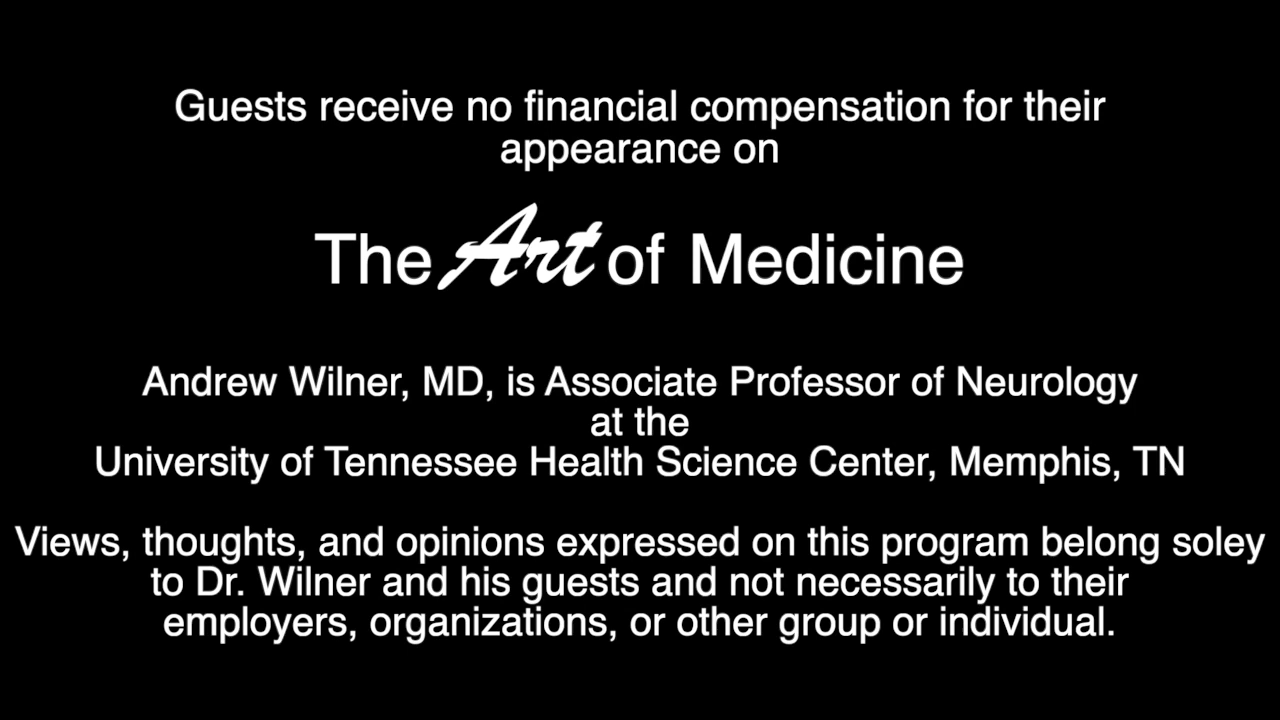 Guests receive no financial compensation for their
appearance on
The Art of Medicine
Andrew Wilner, MD, is Associate Professor of Neurology
at the
University of Tennessee Health Science Center, Memphis, TN
Views, thoughts, and opinions expressed on this program belong soley
to Dr. Wilner and his guests and not necessarily to their
employers, organizations, or other group or individual.